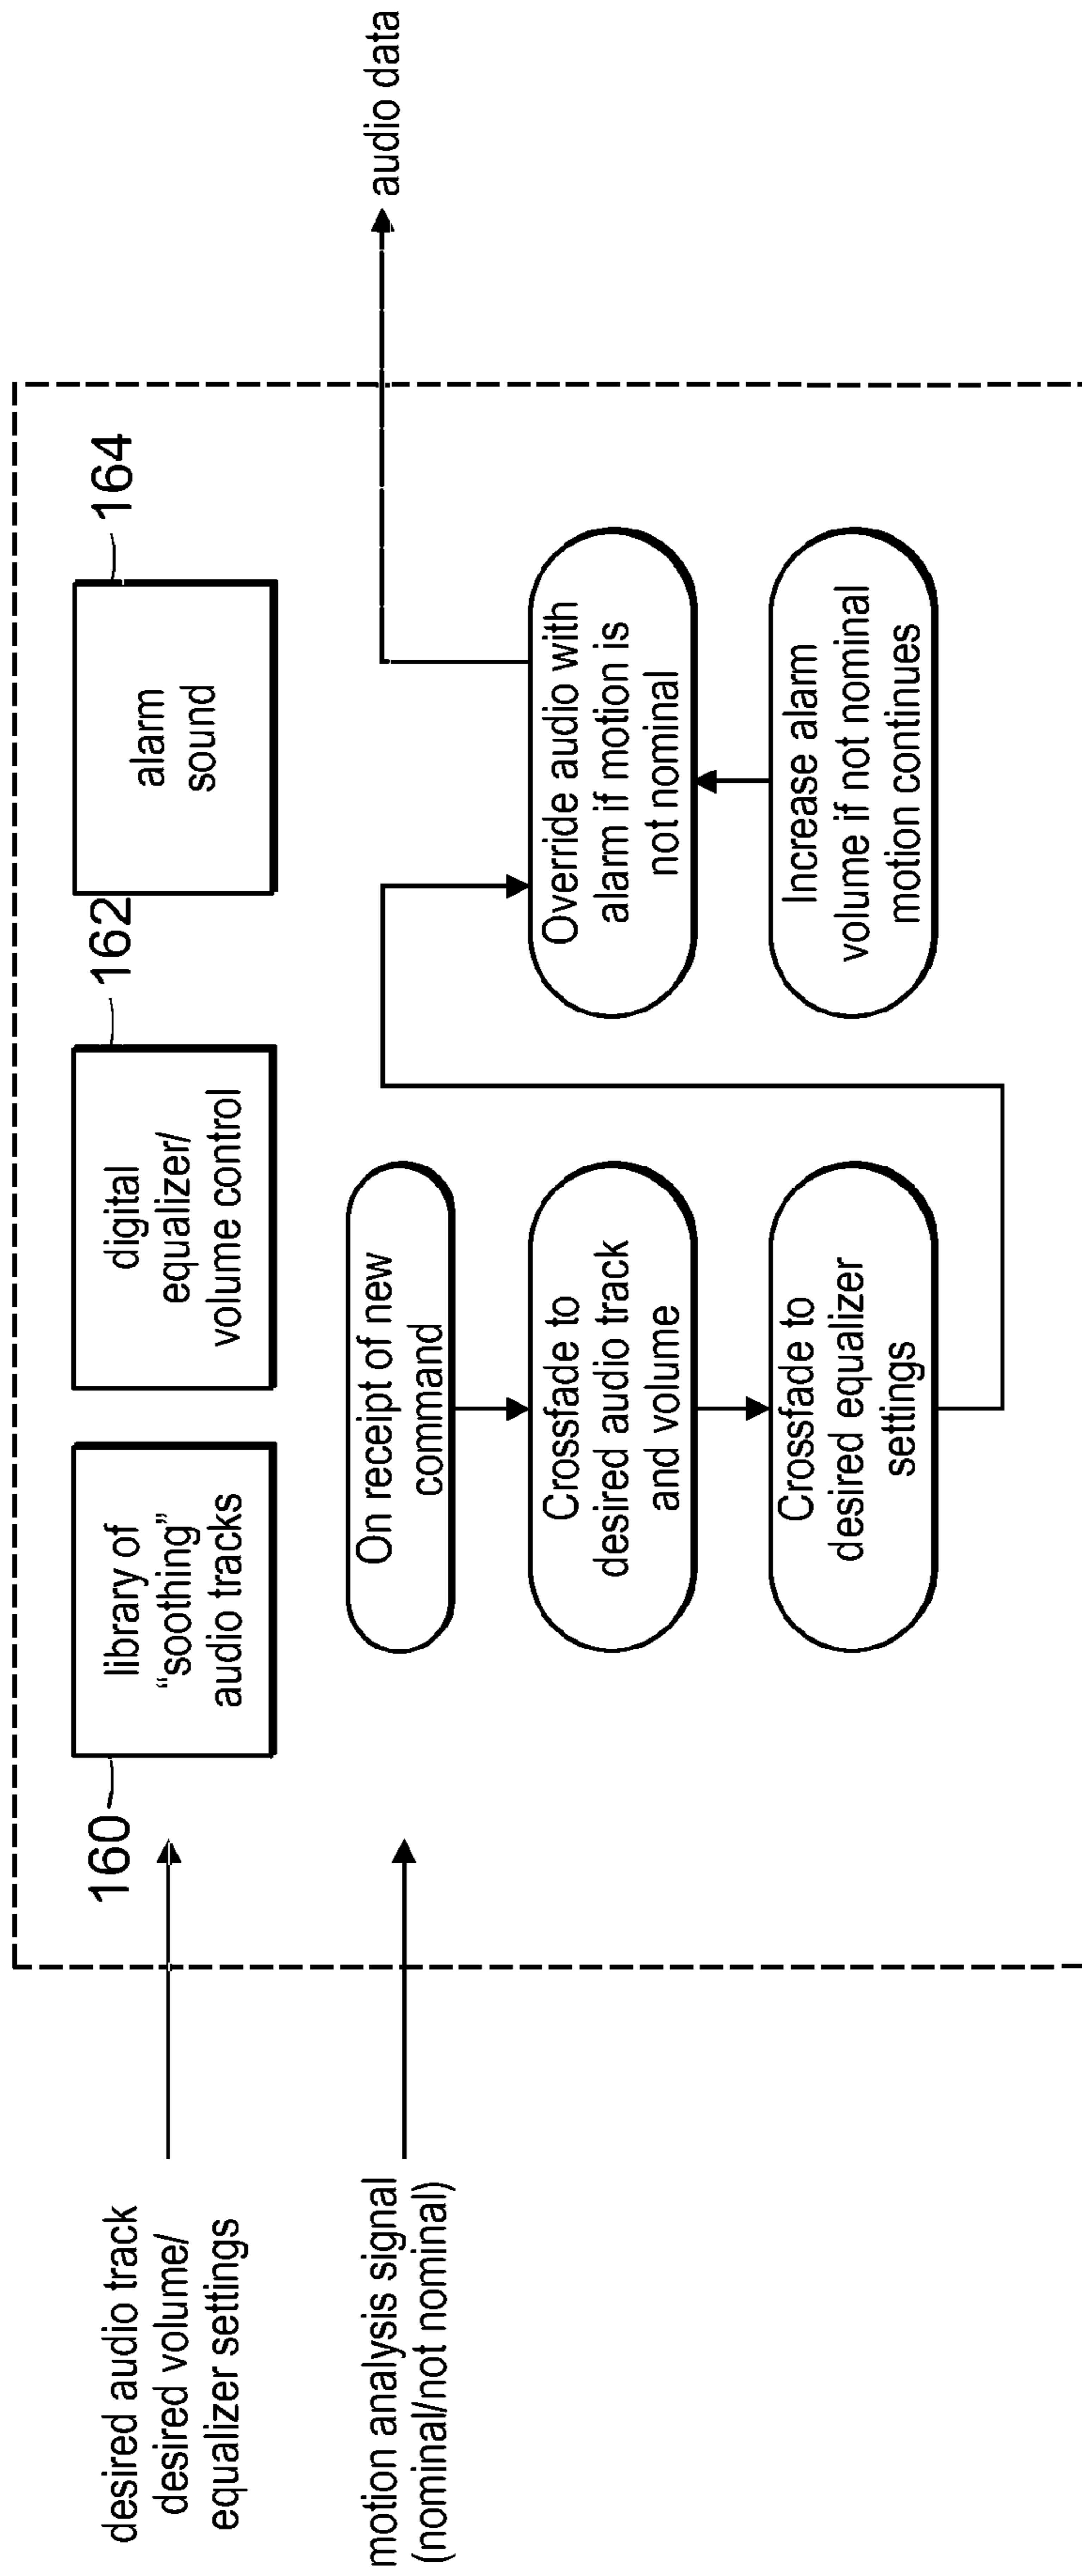 desired audio track
desired volume/
equalizer settings
motion analysis signal
(nominal/not nominal)
160
library of
“soothing”
audio tracks
162
digital
equalizer/
volume control
164
alarm
sound
On receipt of new
command
Crossfade to
desired audio track
and volume
Crossfade to
desired equalizer
settings
Override audio with
alarm if motion is
not nominal
Increase alarm
volume if not nominal
motion continues
audio data